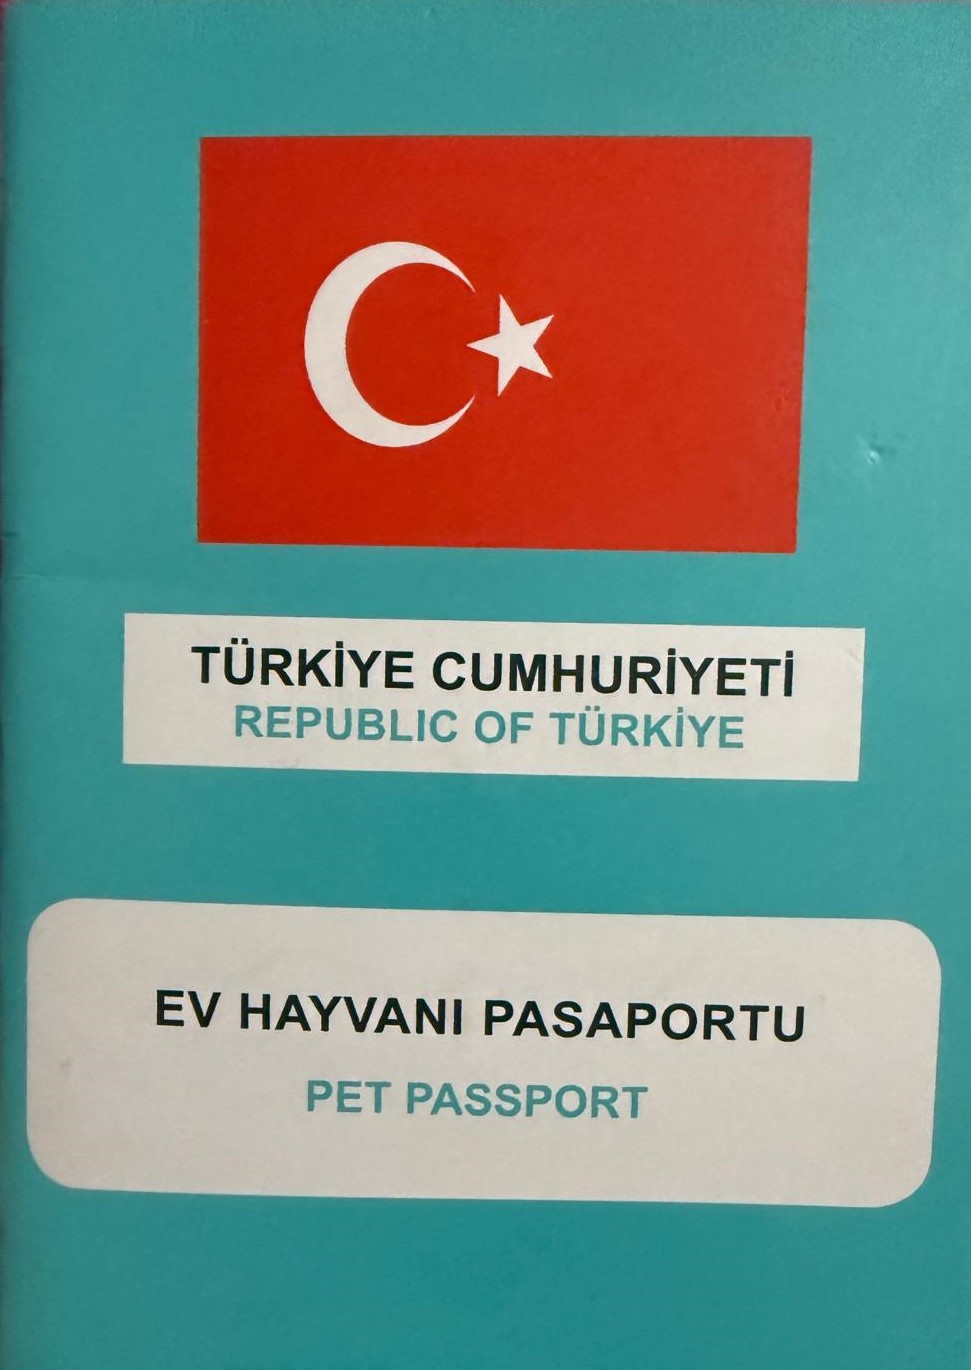 TÜRKİYE CUMHURİYETİ
REPUBLIC OF TÜRKİYE
EV HAYVANI PASAPORTU
PET PASSPORT